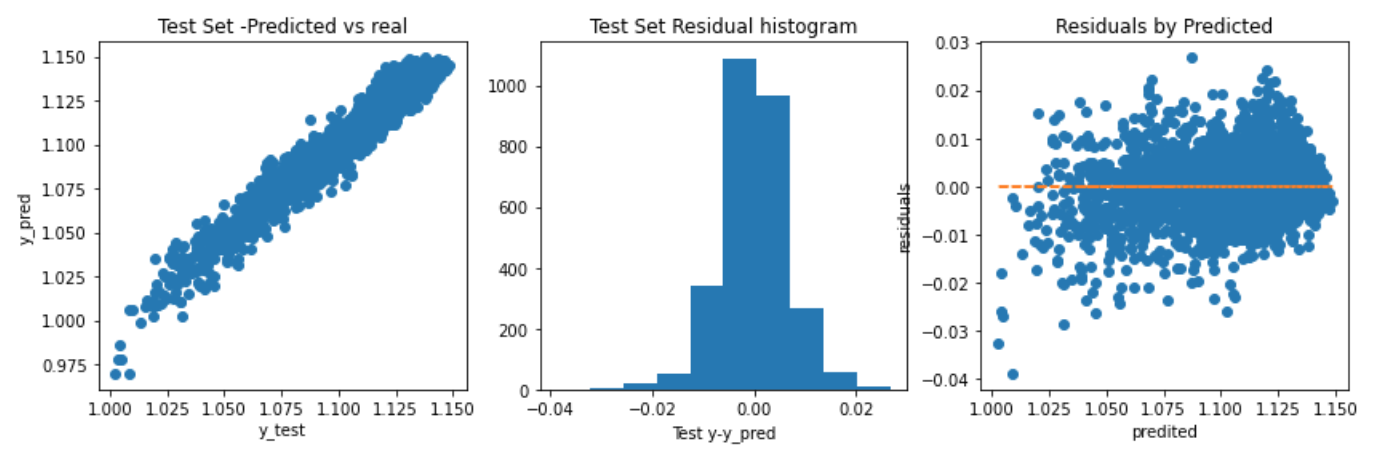 Test Set -Predicted vs real
y_pred
1.150
1.125
1.100
1.075
1.050
1.025
1.000
0.975
1.000 1.025 1.050 1.075 1.100 1.125 1.150
y_test
Test Set Residual histogram
1000
800
600
400
200
0
−0.04 −0.02 0.00 0.02
Test y-y_pred
Residuals by Predicted
residuals
0.03
0.02
0.01
0.00
−0.01
−0.02
−0.03
−0.04
1.000 1.025 1.050 1.075 1.100 1.125 1.150
predited